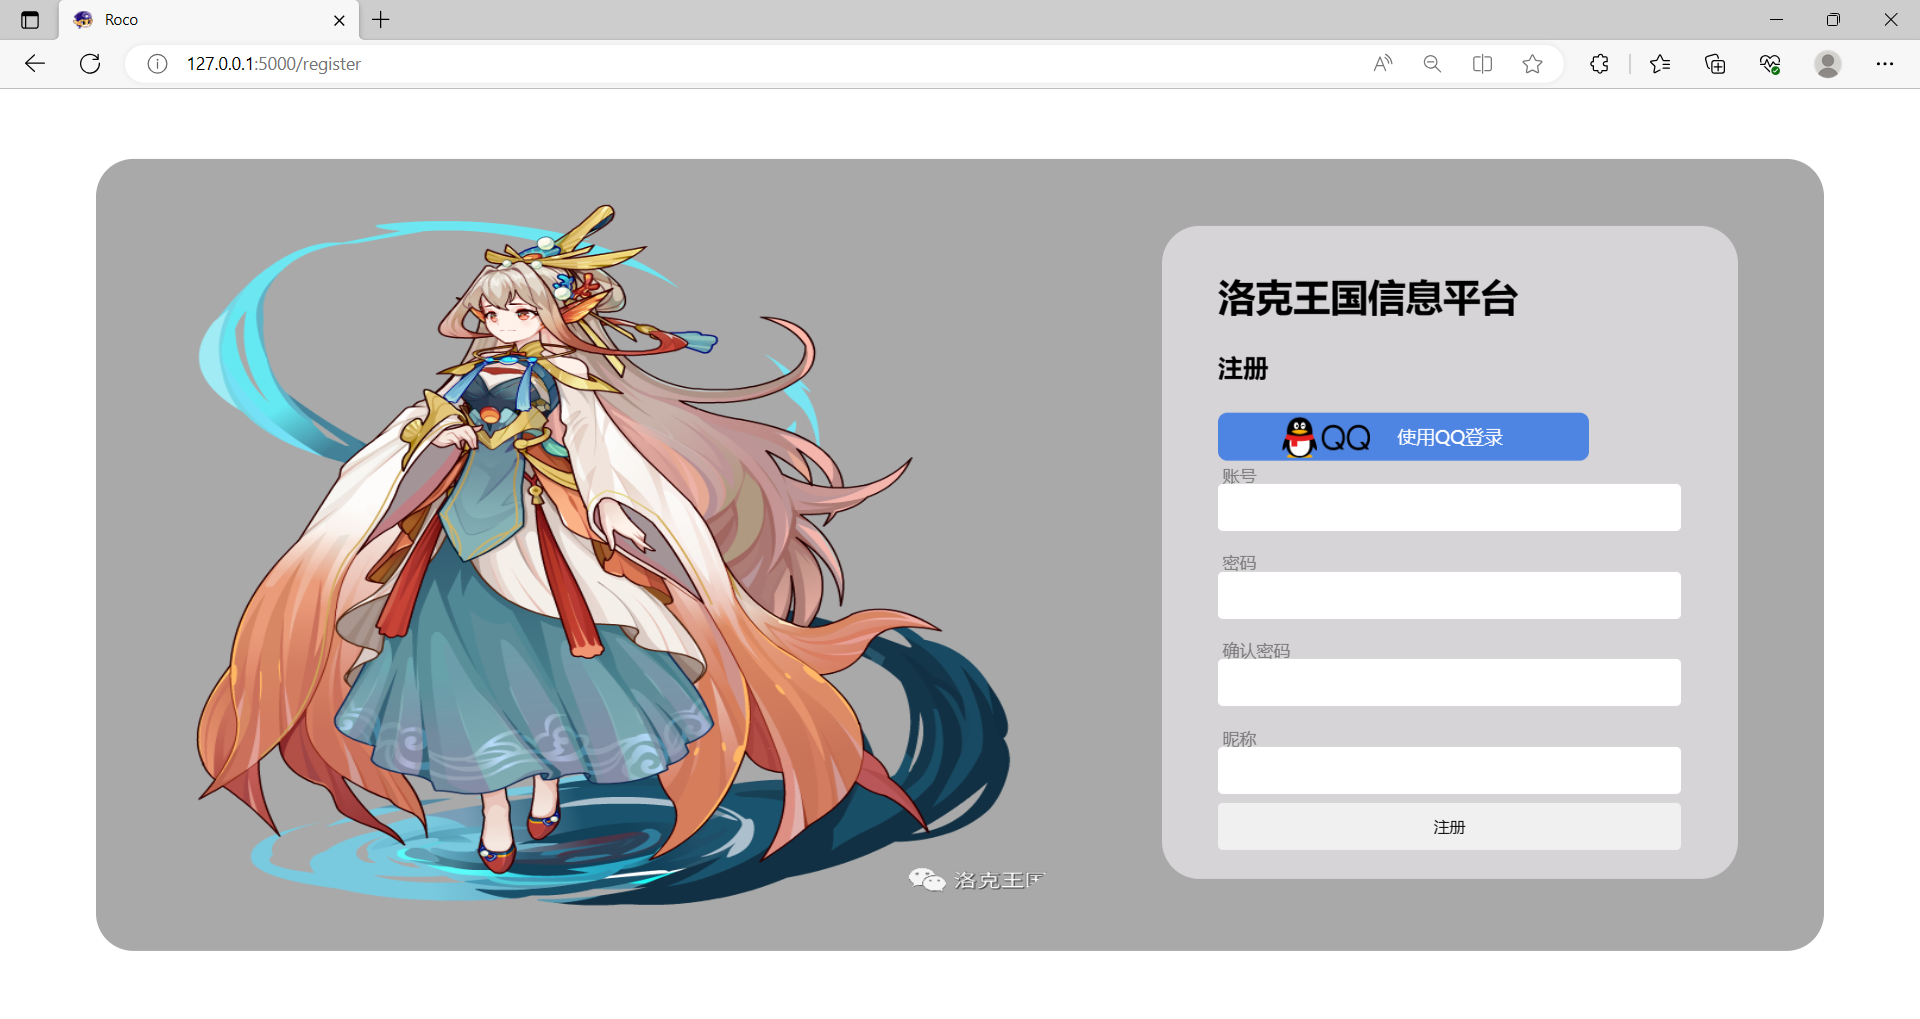 Roco
127.0.0.1:5000/register
洛克王国信息平台
注册
QQ 使用QQ登录
账号
密码
确认密码
昵称
注册
洛克王国